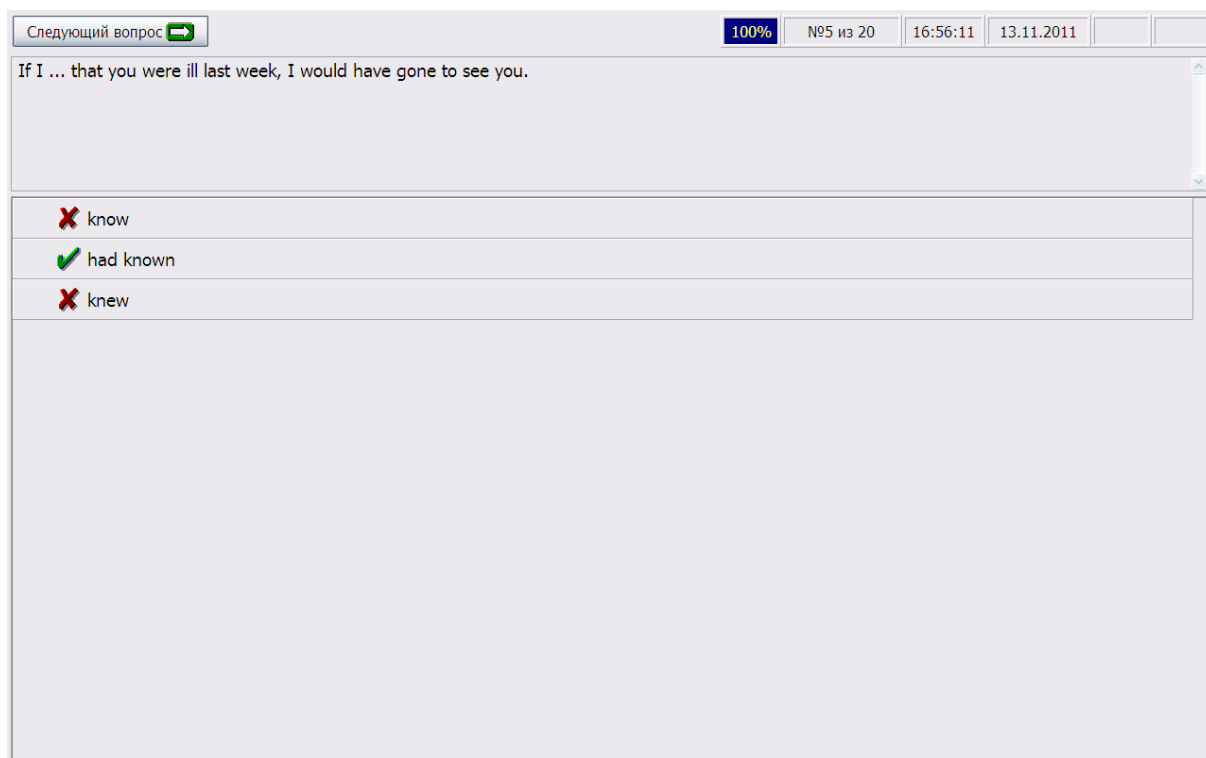 Следующий вопрос 100% №5 из 20 16:56:11 13.11.2011
If I ... that you were ill last week, I would have gone to see you.
know
had known
knew